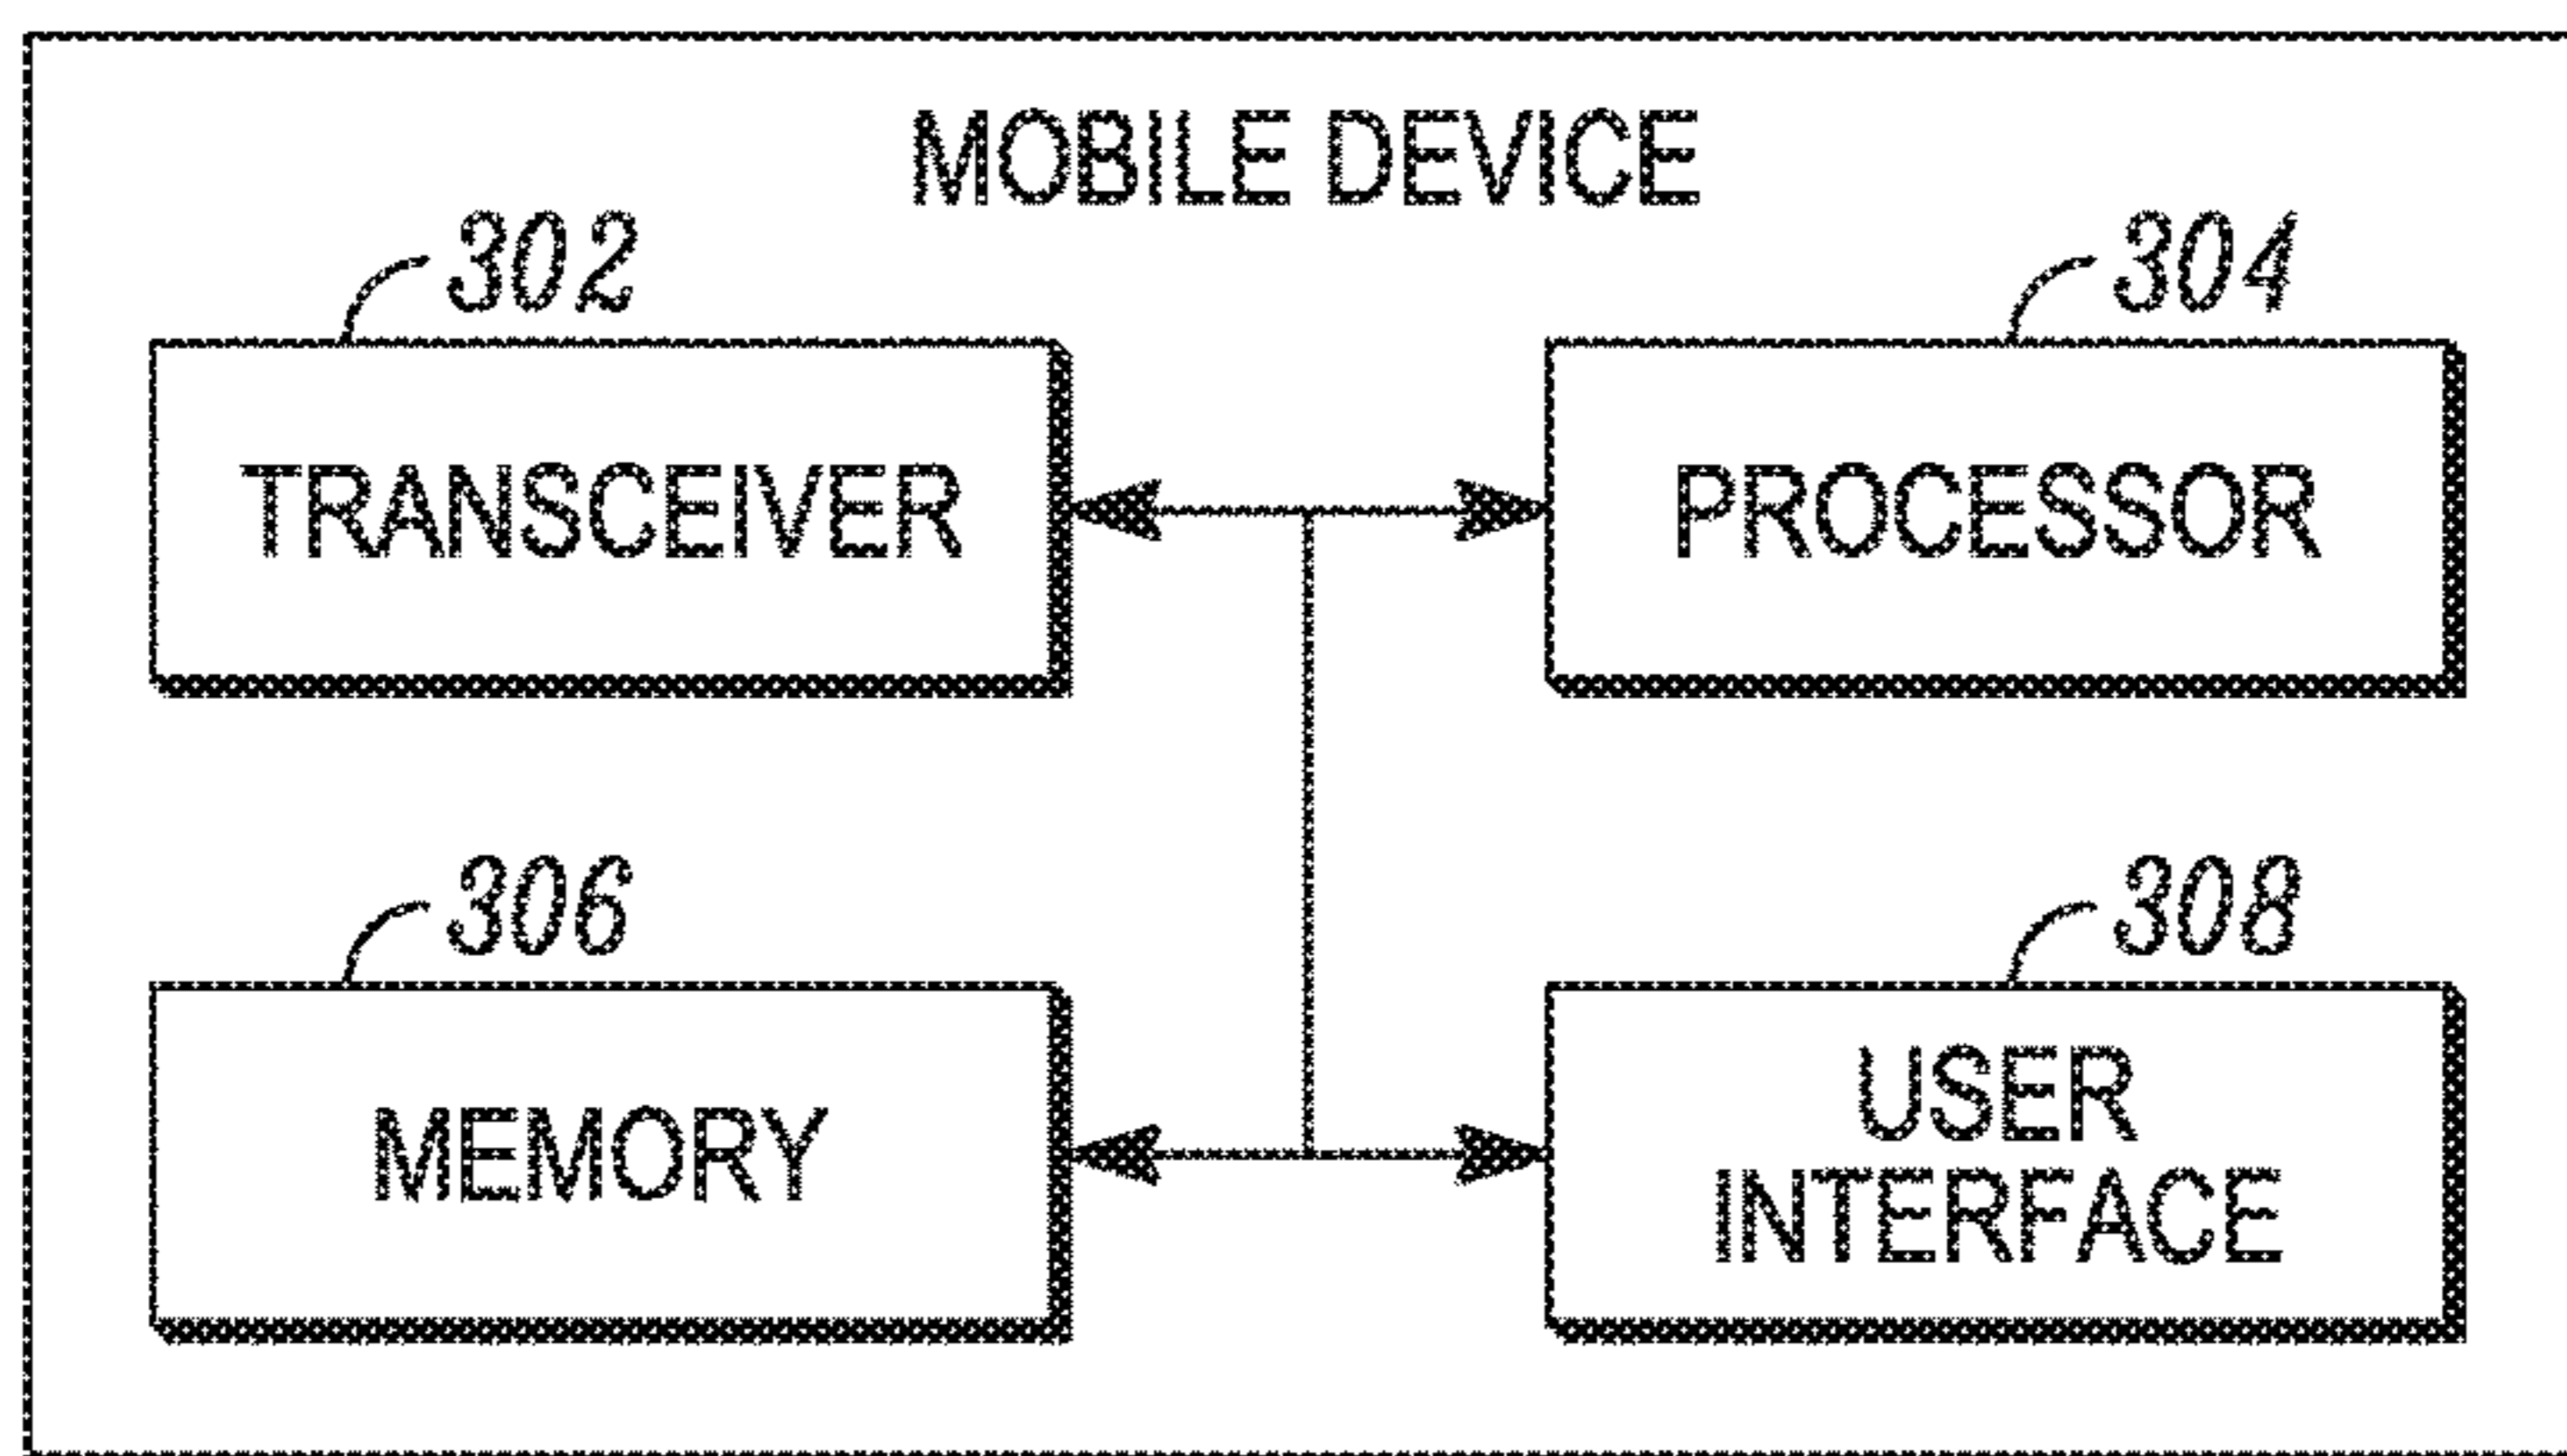 MOBILE DEVICE
302
304
TRANSCEIVER
PROCESSOR
306
308
MEMORY
USER
INTERFACE